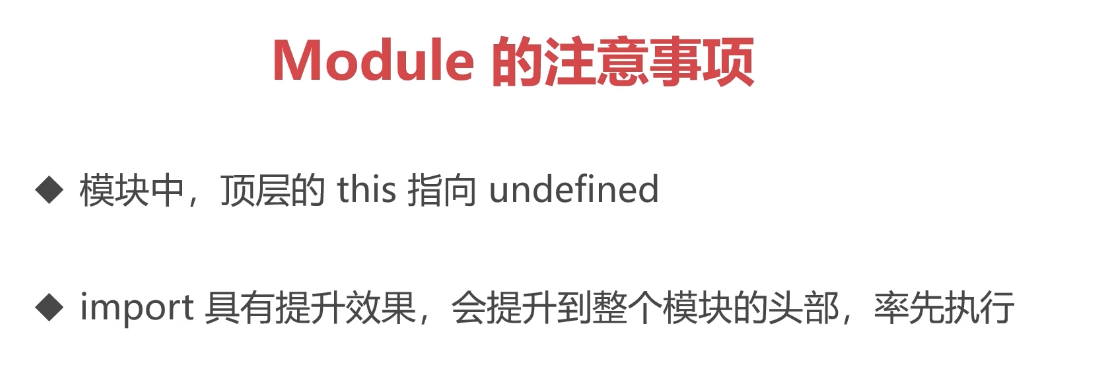 Module 的注意事项
◆ 模块中，顶层的 this 指向 undefined
◆ import 具有提升效果，会提升到整个模块的头部，率先执行